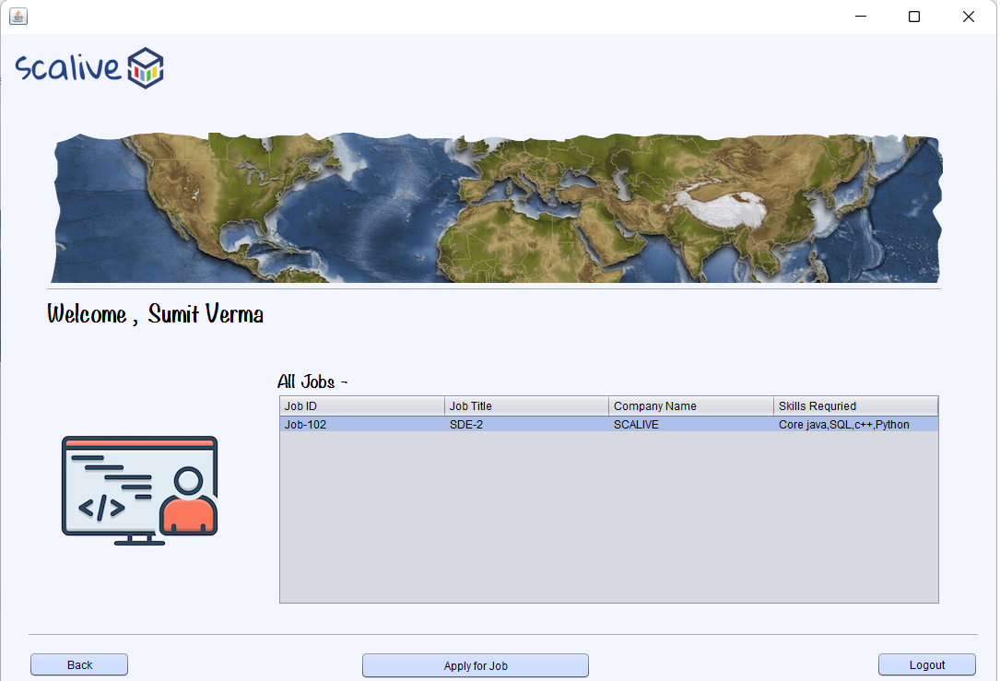 scalive
Welcome , Sumit Verma
All Jobs -
Job ID Job Title Company Name Skills Requried
Job-102 SDE-2 SCALIVE Core java,SQL,c++,Python
</>
Back Apply for Job Logout